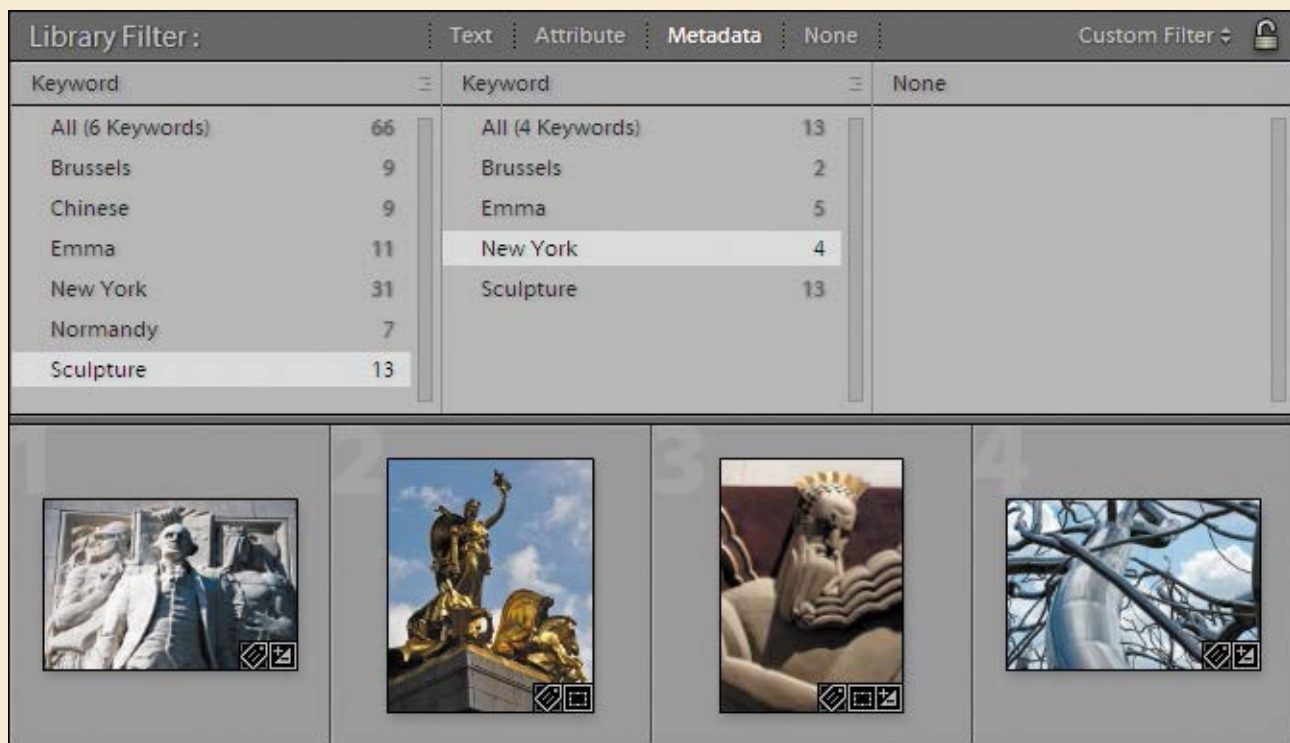 Library Filter : Text Attribute Metadata None Custom Filter
Keyword Keyword None
All (6 Keywords) 66 All (4 Keywords) 13
Brussels 9 Brussels 2
Chinese 9 Emma 5
Emma 11 New York 4
New York 31 Sculpture 13
Normandy 7
Sculpture 13
1 2 3 4